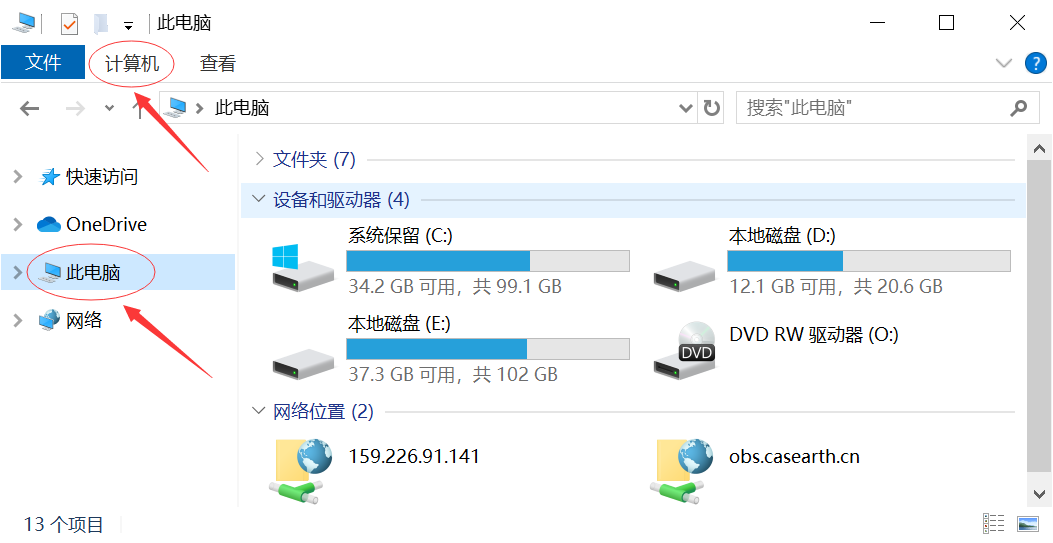 此电脑
文件 计算机 查看 ?
此电脑 搜索"此电脑"
快速访问
OneDrive
此电脑
网络
文件夹 (7)
设备和驱动器 (4)
系统保留 (C:)
34.2 GB 可用，共 99.1 GB
本地磁盘 (D:)
12.1 GB 可用，共 20.6 GB
本地磁盘 (E:)
37.3 GB 可用，共 102 GB
DVD
DVD RW 驱动器 (O:)
网络位置 (2)
159.226.91.141
obs.casearth.cn
13 个项目